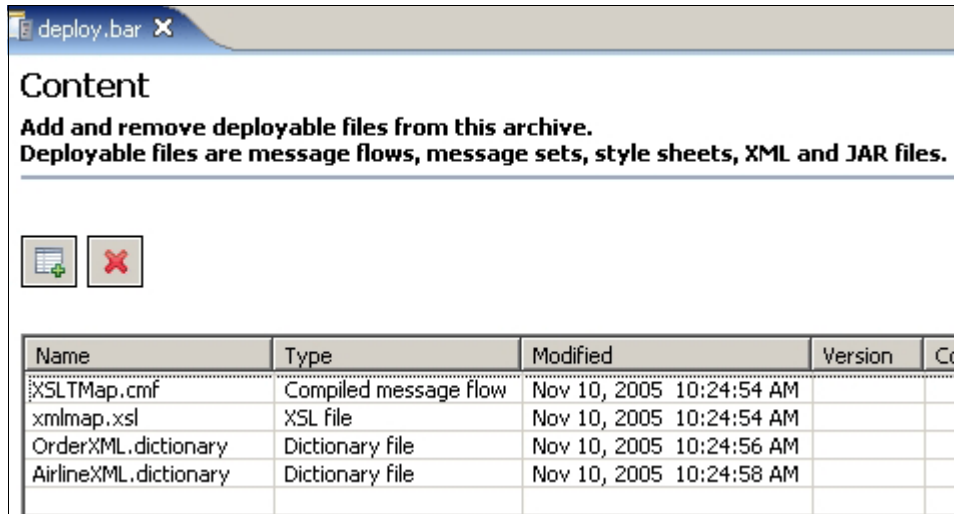 deploy.bar
Content
Add and remove deployable files from this archive.
Deployable files are message flows, message sets, style sheets, XML and JAR files.
Name Type Modified Version Co
XSLTMap.cmf Compiled message flow Nov 10, 2005 10:24:54 AM
xmlmap.xsl XSL file Nov 10, 2005 10:24:54 AM
OrderXML.dictionary Dictionary file Nov 10, 2005 10:24:56 AM
AirlineXML.dictionary Dictionary file Nov 10, 2005 10:24:58 AM